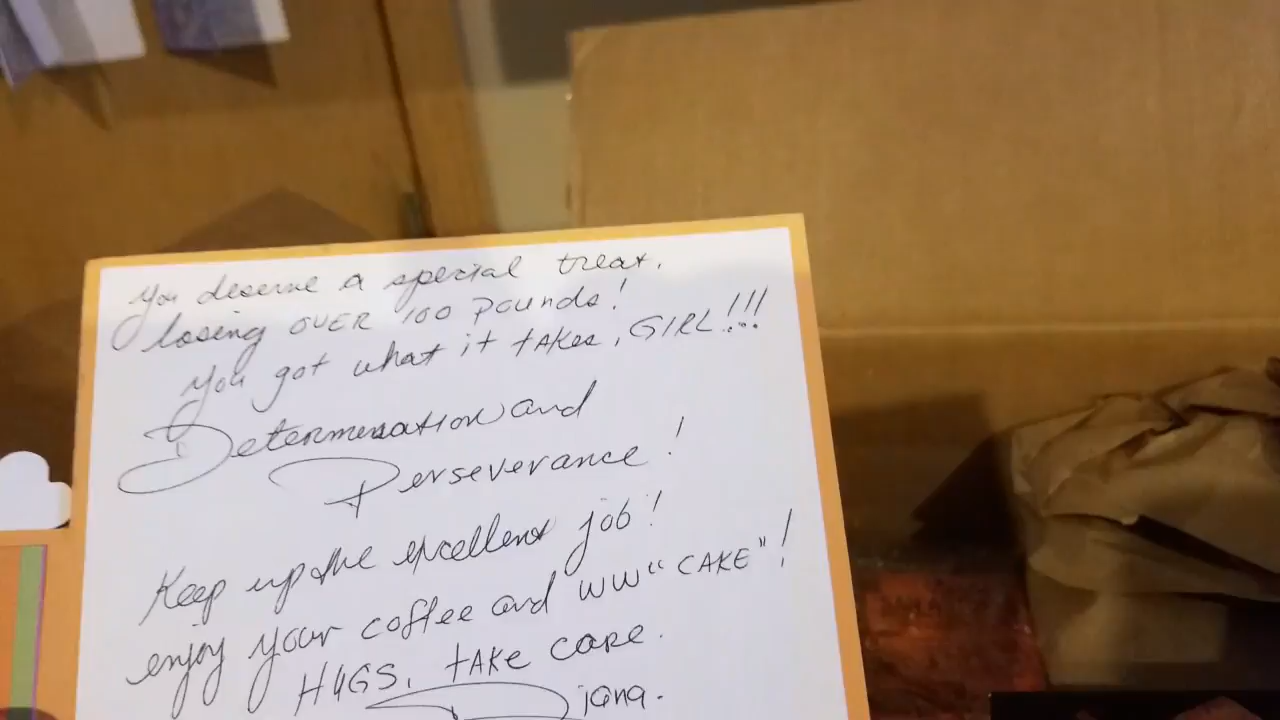 you deserve A special treat,
losing OVER 100 Pounds!
you got what it tAKes, GIRL!!!
Determination and
Perseverance!
Keep up the excellent job!
enjoy your coffee and WW "CAKE"!
HUGS, tAKe care.
Djana.